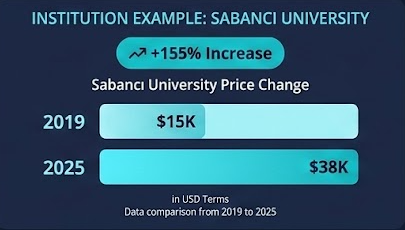 INSTITUTION EXAMPLE: SABANCI UNIVERSITY
+155% Increase
Sabancı University Price Change
2019 $15K
2025 $38K
in USD Terms
Data comparison from 2019 to 2025